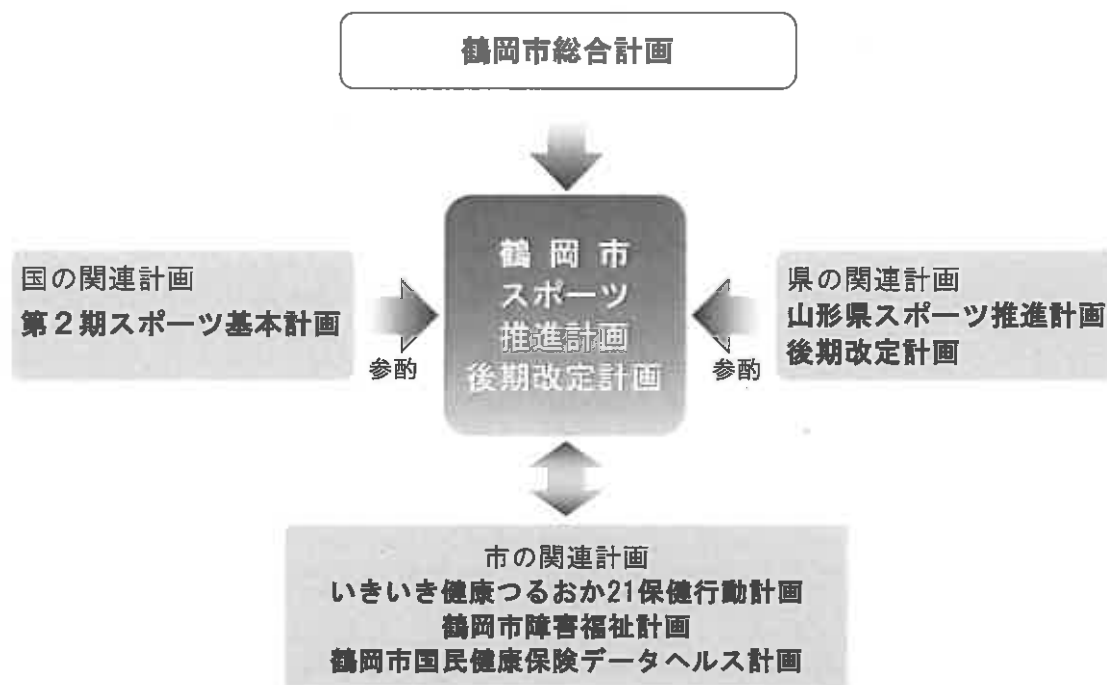 鶴岡市総合計画
鶴岡市
スポーツ
推進計画
後期改定計画
国の関連計画
第２期スポーツ基本計画
参酌
県の関連計画
山形県スポーツ推進計画
後期改定計画
参酌
市の関連計画
いきいき健康つるおか21保健行動計画
鶴岡市障害福祉計画
鶴岡市国民健康保険データヘルス計画